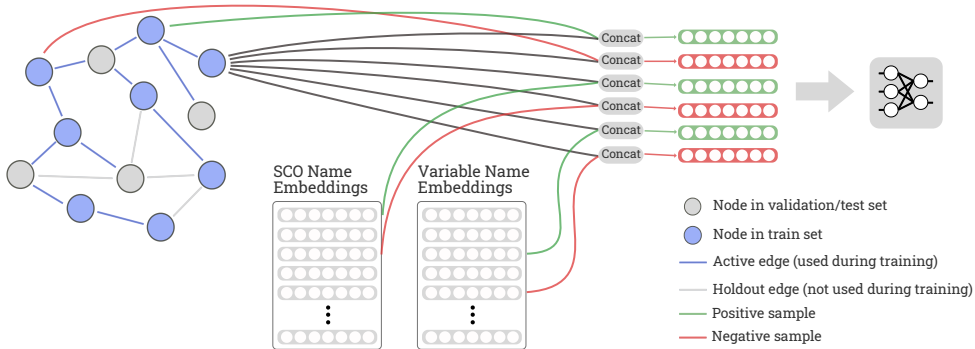 Concat
Concat
Concat
Concat
Concat
Concat
SCO Name
Embeddings
Variable Name
Embeddings
Node in validation/test set
Node in train set
Active edge (used during training)
Holdout edge (not used during training)
Positive sample
Negative sample